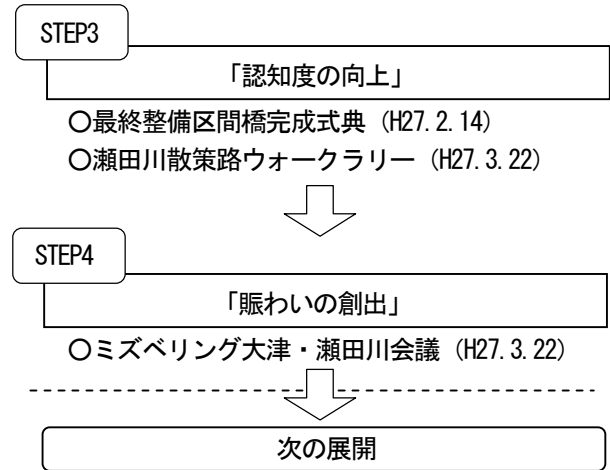 STEP3
「認知度の向上」
〇最終整備区間橋完成式典（H27.2.14）
〇瀬田川散策路ウォークラリー（H27.3.22）
STEP4
「賑わいの創出」
〇ミズベリング大津・瀬田川会議（H27.3.22）
次の展開